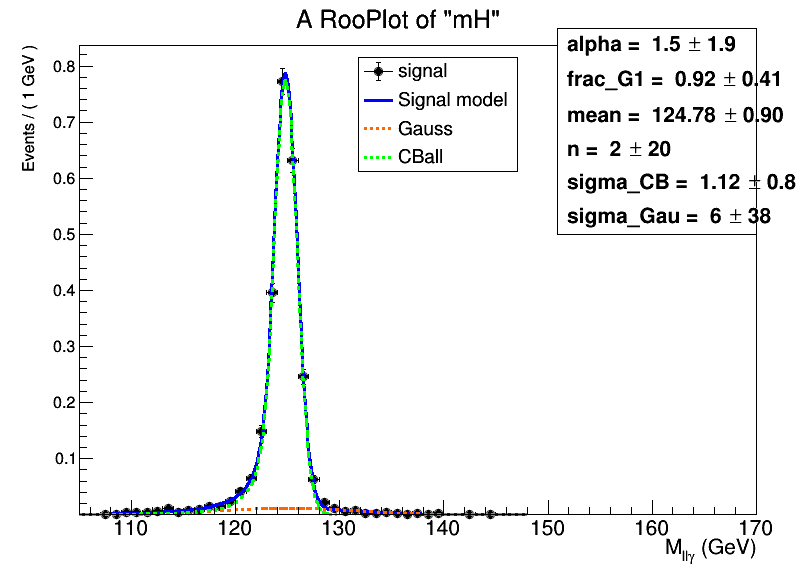 A RooPlot of "mH"
Events / ( 1 GeV )
0.8
0.7
0.6
0.5
0.4
0.3
0.2
0.1
signal
Signal model
Gauss
CBall
alpha = 1.5 ± 1.9
frac_G1 = 0.92 ± 0.41
mean = 124.78 ± 0.90
n = 2 ± 20
sigma_CB = 1.12 ± 0.8
sigma_Gau = 6 ± 38
110 120 130 140 150 160 170
M_llγ (GeV)